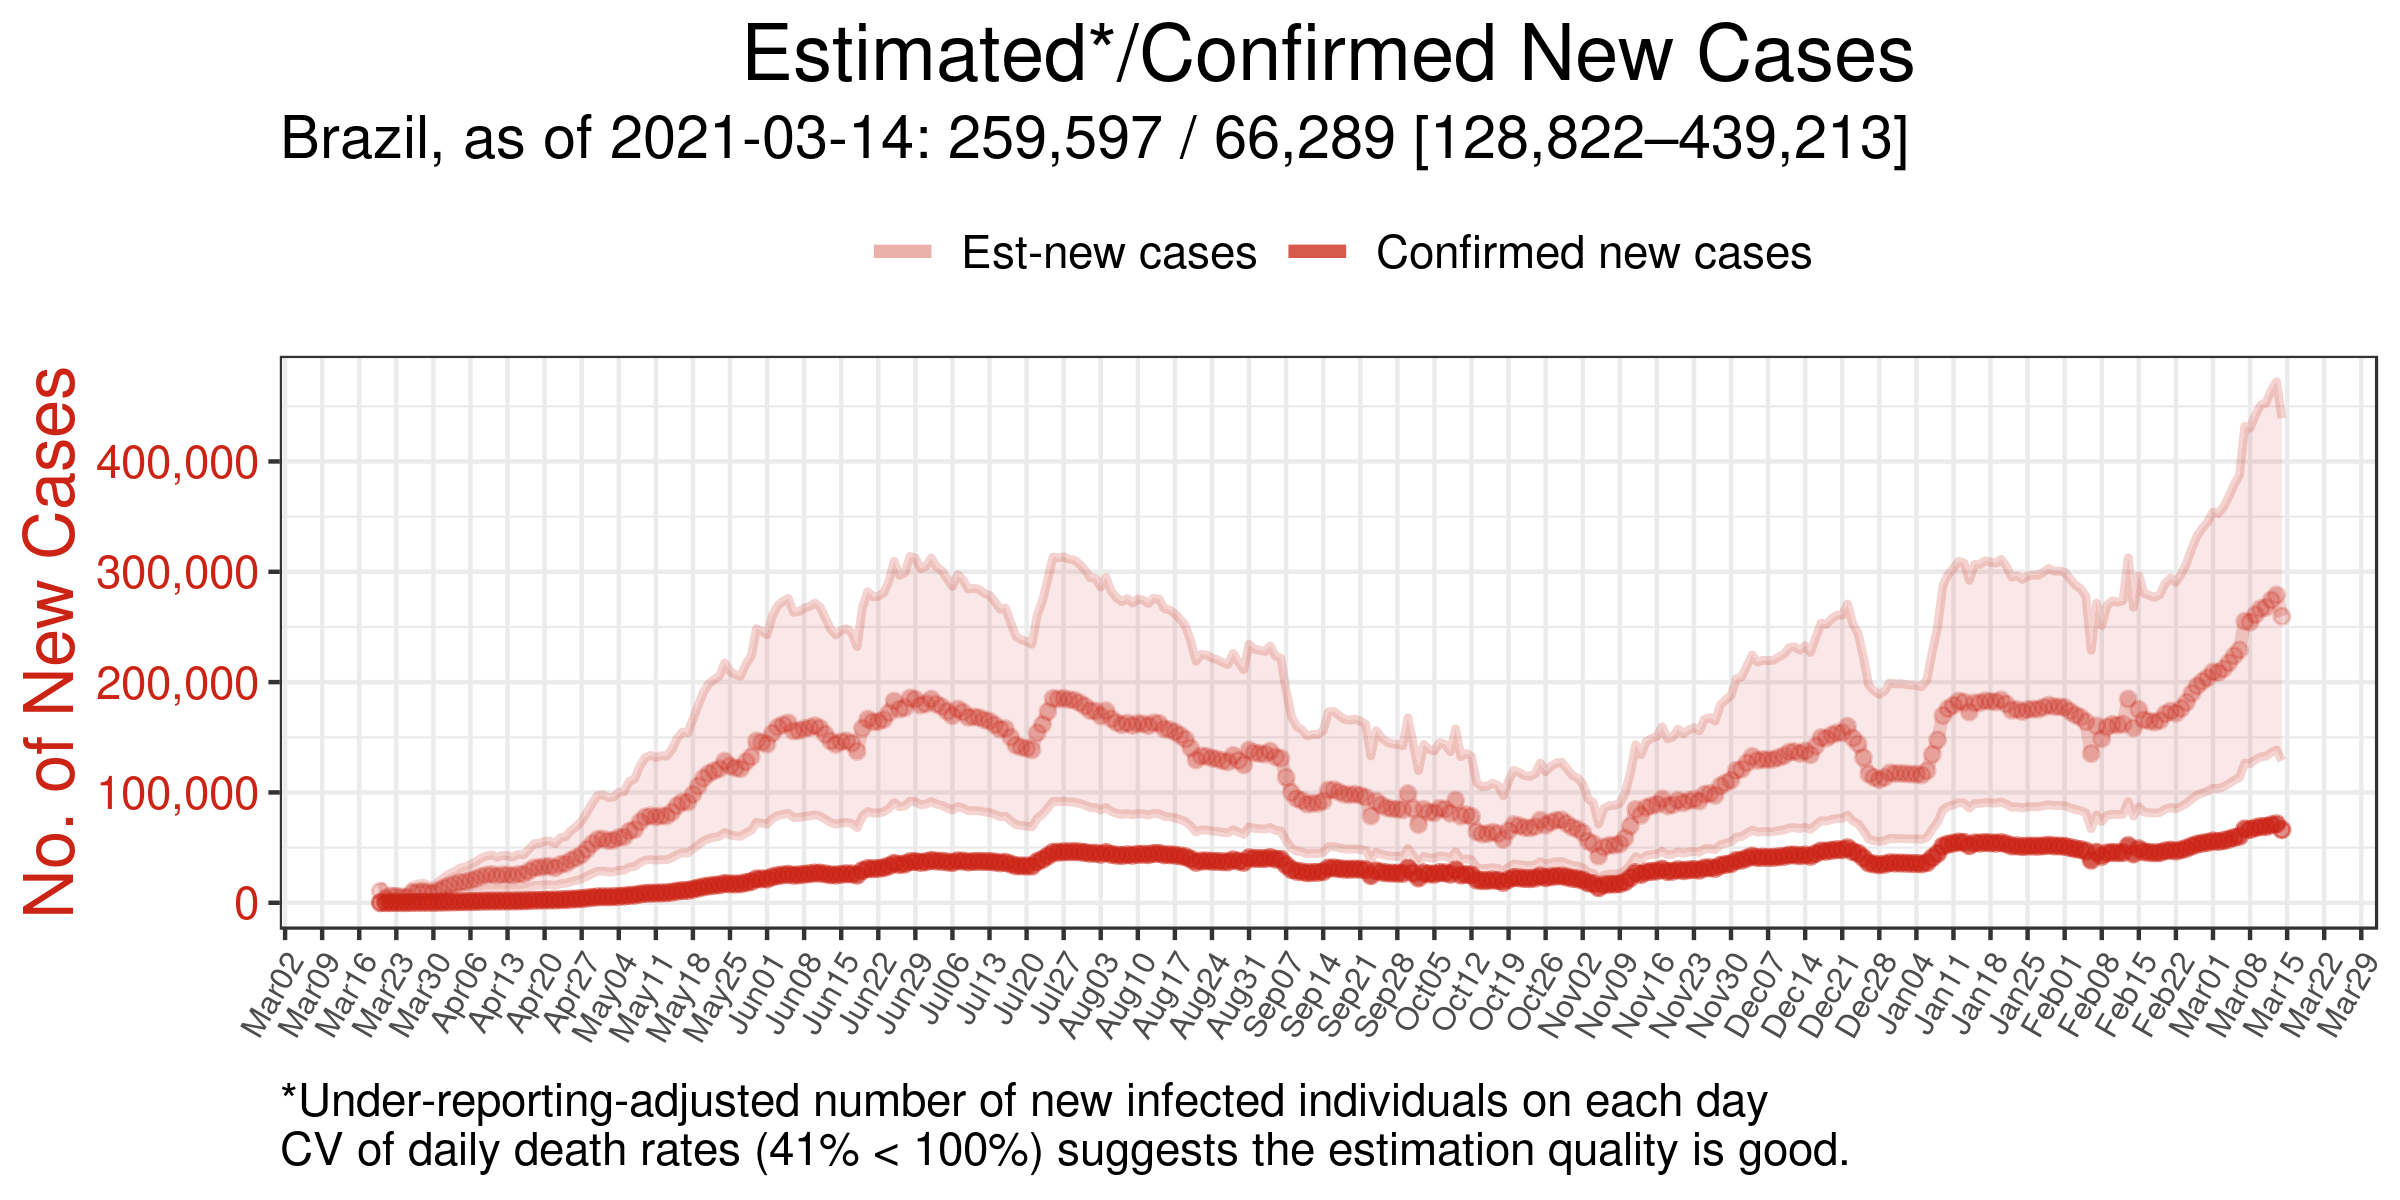 Estimated*/Confirmed New Cases
Brazil, as of 2021-03-14: 259,597 / 66,289 [128,822–439,213]
Est-new cases
Confirmed new cases
No. of New Cases
400,000
300,000
200,000
100,000
0
Mar02
Mar09
Mar16
Mar23
Mar30
Apr06
Apr13
Apr20
Apr27
May04
May11
May18
May25
Jun01
Jun08
Jun15
Jun22
Jun29
Jul06
Jul13
Jul20
Jul27
Aug03
Aug10
Aug17
Aug24
Aug31
Sep07
Sep14
Sep21
Sep28
Oct05
Oct12
Oct19
Oct26
Nov02
Nov09
Nov16
Nov23
Nov30
Dec07
Dec14
Dec21
Dec28
Jan04
Jan11
Jan18
Jan25
Feb01
Feb08
Feb15
Feb22
Mar01
Mar08
Mar15
Mar22
Mar29
*Under-reporting-adjusted number of new infected individuals on each day
CV of daily death rates (41% < 100%) suggests the estimation quality is good.